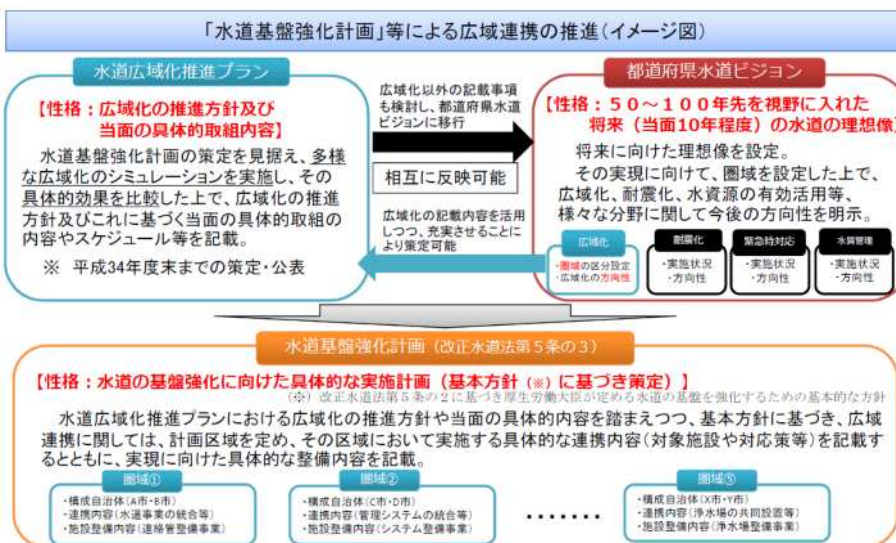 「水道基盤強化計画」等による広域連携の推進（イメージ図）
水道広域化推進プラン
【性格：広域化の推進方針及び
当面の具体的取組内容】
水道基盤強化計画の策定を見据え、多様
な広域化のシミュレーションを実施し、その
具体的効果を比較した上で、広域化の推進
方針及びこれに基づく当面の具体的取組の
内容やスケジュール等を記載。
※ 平成34年度末までの策定・公表
広域化以外の記載事項
も検討し、都道府県水道
ビジョンに移行
相互に反映可能
広域化の記載内容を活用
しつつ、充実させることに
より策定可能
都道府県水道ビジョン
【性格：５０～１００年先を視野に入れた
将来（当面10年程度）の水道の理想像】
将来に向けた理想像を設定。
その実現に向けて、圏域を設定した上で、
広域化、耐震化、水資源の有効活用等、
様々な分野に関して今後の方向性を明示。
広域化
・圏域の区分設定
・広域化の方向性
耐震化
・実施状況
・方向性
緊急時対応
・実施状況
・方向性
水質管理
・実施状況
・方向性
水道基盤強化計画（改正水道法第５条の３）
【性格：水道の基盤強化に向けた具体的な実施計画（基本方針（※）に基づき策定）】
（※）改正水道法第５条の２に基づき厚生労働大臣が定める水道の基盤を強化するための基本的な方針
水道広域化推進プランにおける広域化の推進方針や当面の具体的内容を踏まえつつ、基本方針に基づき、広域
連携に関しては、計画区域を定め、その区域において実施する具体的な連携内容（対象施設や対応策等）を記載す
るとともに、実現に向けた具体的な整備内容を記載。
圏域①
・構成自治体（A市・B市）
・連携内容（水道事業の統合等）
・施設整備内容（連絡管整備事業）
圏域②
・構成自治体（C市・D市）
・連携内容（管理システムの統合等）
・施設整備内容（システム整備事業）
・・・・・・・
圏域⑤
・構成自治体（X市・Y市）
・連携内容（浄水場の共同設置等）
・施設整備内容（浄水場整備事業）